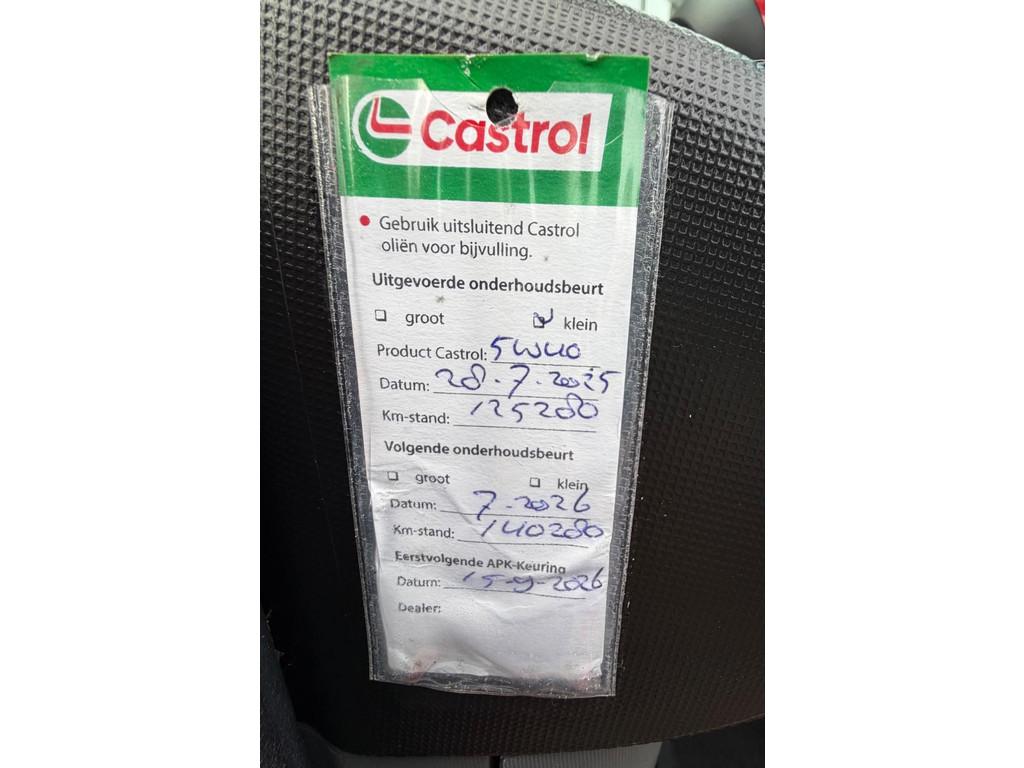 Castrol
Gebruik uitsluitend Castrol
oliën voor bijvulling.
Uitgevoerde onderhoudsbeurt
groot klein
Product Castrol: 5W40
Datum: 28.7.2025
Km-stand: 125280
Volgende onderhoudsbeurt
groot klein
Datum: 7-2026
Km-stand: 140280
Eerstvolgende APK-Keuring
Datum: 15-9-2026
Dealer: